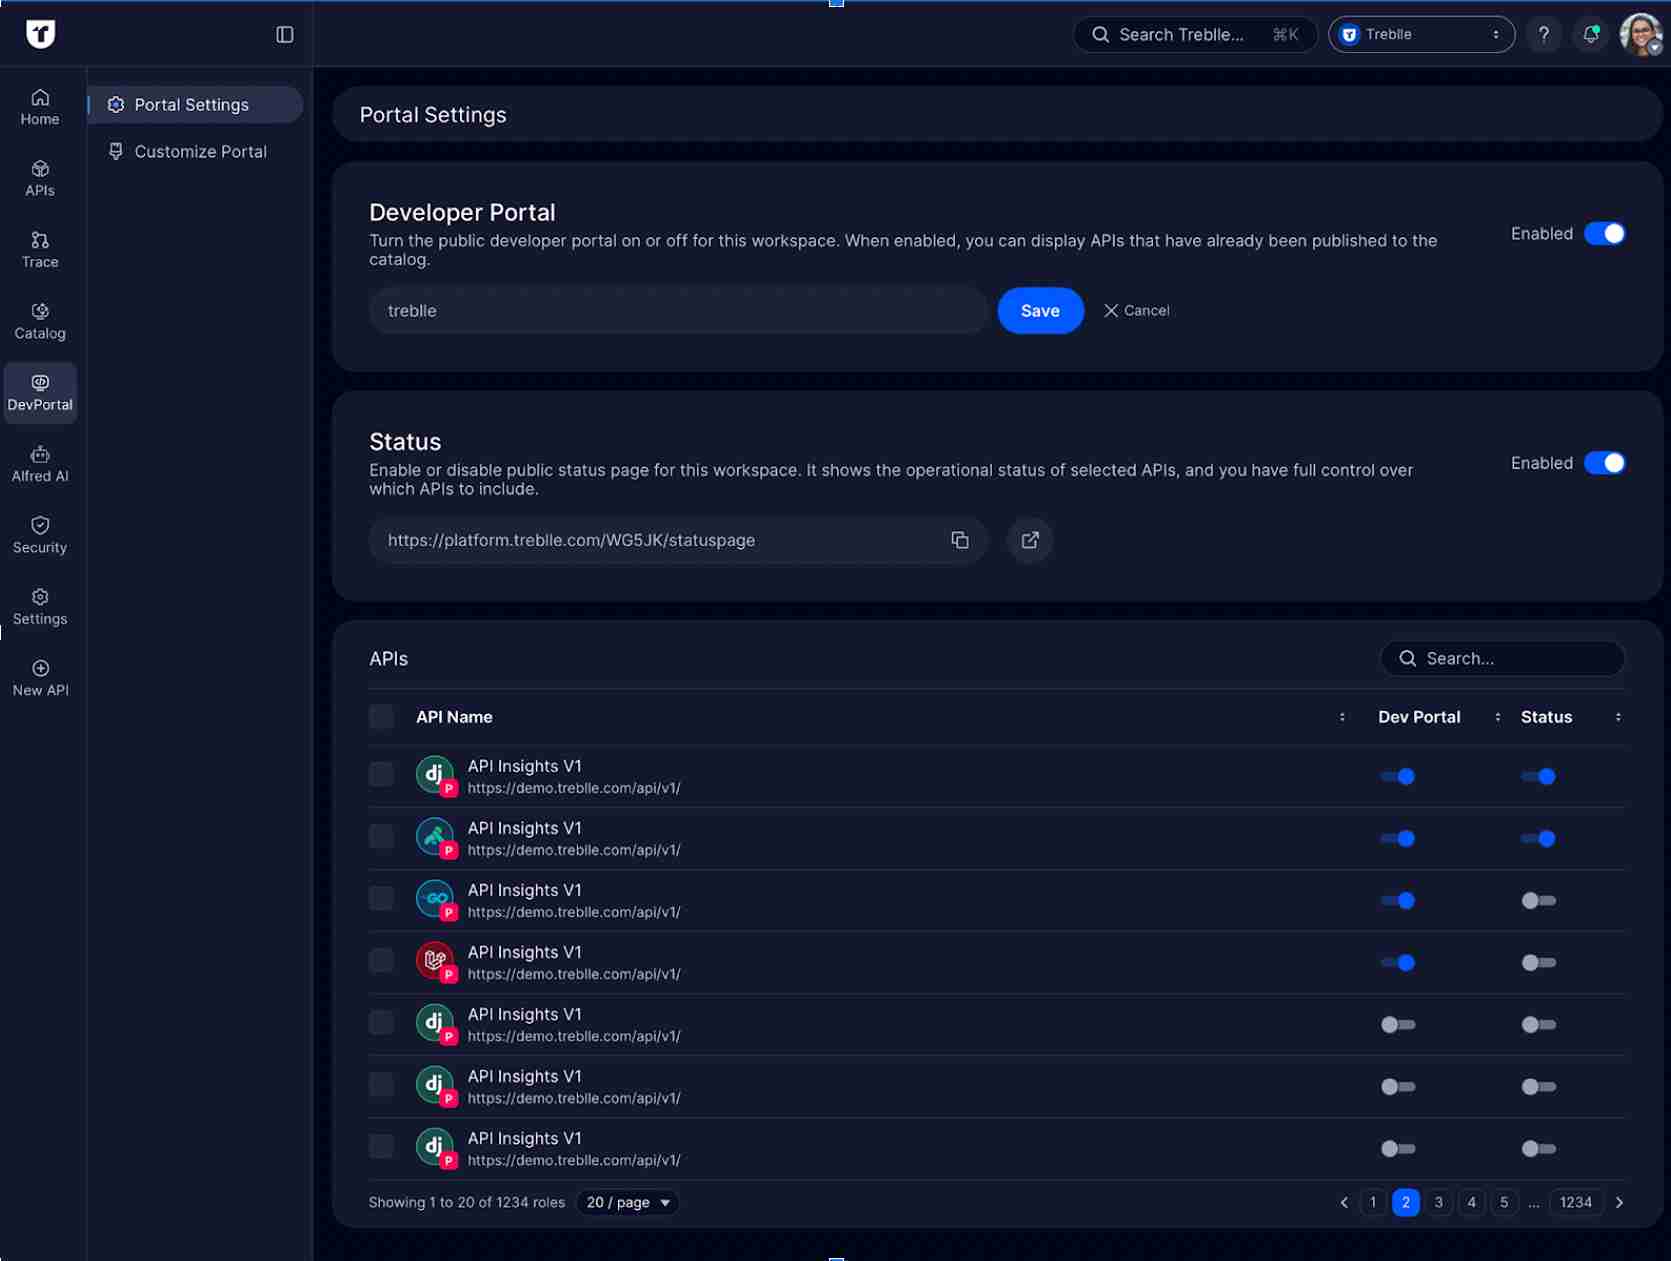 Search Treblle... ⌘K
Treblle
?
Home
APIs
Trace
Catalog
DevPortal
Alfred AI
Security
Settings
New API
Portal Settings
Customize Portal
Portal Settings
Developer Portal
Turn the public developer portal on or off for this workspace. When enabled, you can display APIs that have already been published to the
catalog.
Enabled
treblle
Save
Cancel
Status
Enable or disable public status page for this workspace. It shows the operational status of selected APIs, and you have full control over
which APIs to include.
Enabled
https://platform.treblle.com/WG5JK/statuspage
APIs
Search...
API Name Dev Portal Status
dj P
API Insights V1
https://demo.treblle.com/api/v1/
P
API Insights V1
https://demo.treblle.com/api/v1/
GO P
API Insights V1
https://demo.treblle.com/api/v1/
P
API Insights V1
https://demo.treblle.com/api/v1/
dj P
API Insights V1
https://demo.treblle.com/api/v1/
dj P
API Insights V1
https://demo.treblle.com/api/v1/
dj P
API Insights V1
https://demo.treblle.com/api/v1/
Showing 1 to 20 of 1234 roles 20 / page 1 2 3 4 5 ... 1234